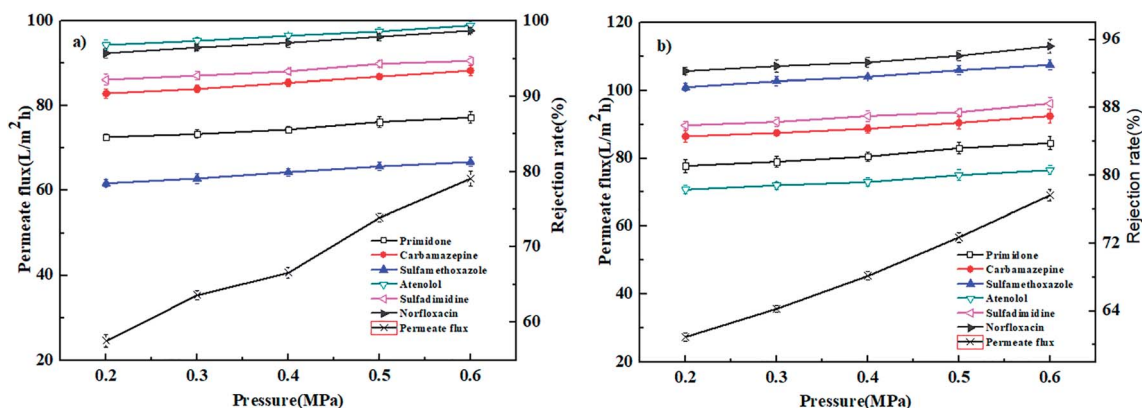 a)
100
80
60
40
20
Permeate flux(L/m²h)
100
90
80
70
60
Rejection rate(%)
0.2 0.3 0.4 0.5 0.6
Pressure(MPa)
Primidone
Carbamazepine
Sulfamethoxazole
Atenolol
Sulfadimidine
Norfloxacin
Permeate flux
b)
120
100
80
60
40
20
Permeate flux(L/m²h)
96
88
80
72
64
Rejection rate(%)
0.2 0.3 0.4 0.5 0.6
Pressure(MPa)
Primidone
Carbamazepine
Sulfamethoxazole
Atenolol
Sulfadimidine
Norfloxacin
Permeate flux